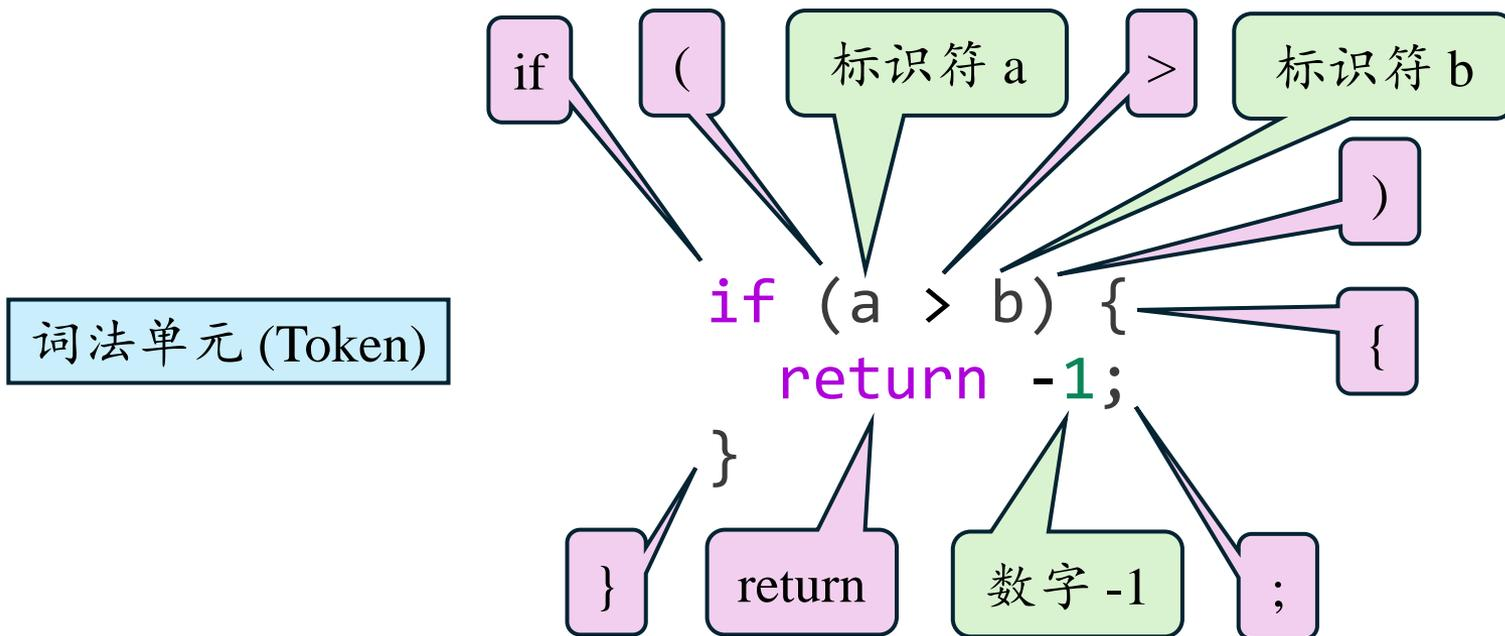 if
(
标识符 a
>
标识符 b
)
if (a > b) {
{
词法单元 (Token)
return -1;
}
}
return
数字 -1
;